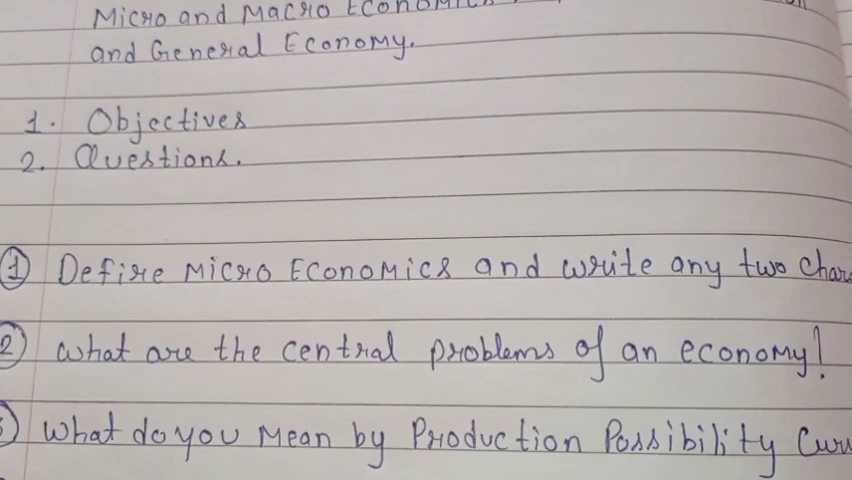 Micro and Macro Economics
and General Economy.
1. Objectives
2. Questions.
① Define Micro Economics and write any two
② What are the central problems of an economy!
What do you mean by Production Possibility